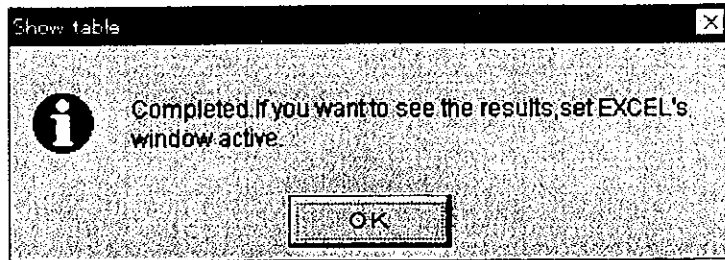 Show table
Completed.If you want to see the results,set EXCEL's
window active.
OK